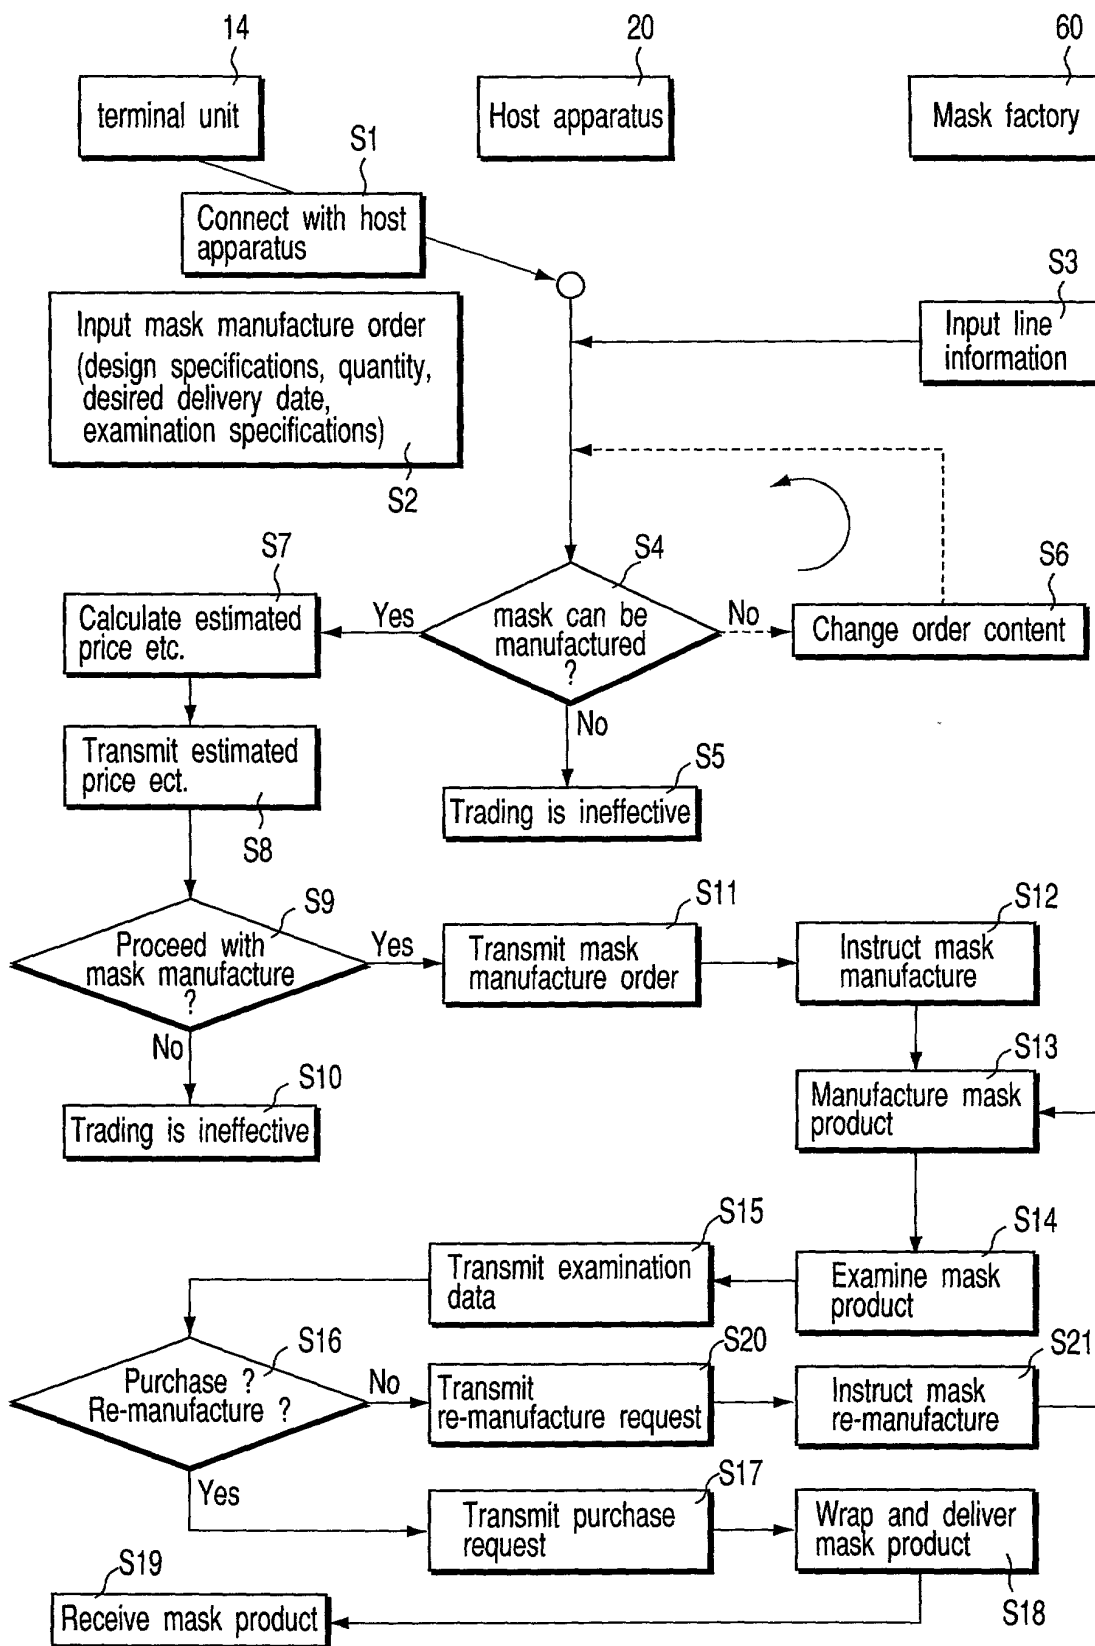 14
20
60
terminal unit
Host apparatus
Mask factory
S1
Connect with host
apparatus
S3
Input line
information
Input mask manufacture order
(design specifications, quantity,
desired delivery date,
examination specifications)
S2
S4
mask can be
manufactured
?
Yes
No
No
S6
Change order content
S7
Calculate estimated
price etc.
Transmit estimated
price ect.
S8
S5
Trading is ineffective
S9
Proceed with
mask manufacture
?
Yes
No
S11
Transmit mask
manufacture order
S12
Instruct mask
manufacture
S10
Trading is ineffective
S13
Manufacture mask
product
S15
Transmit examination
data
S14
Examine mask
product
S16
Purchase ?
Re-manufacture ?
No
Yes
S20
Transmit
re-manufacture request
S21
Instruct mask
re-manufacture
S17
Transmit purchase
request
Wrap and deliver
mask product
S18
S19
Receive mask product